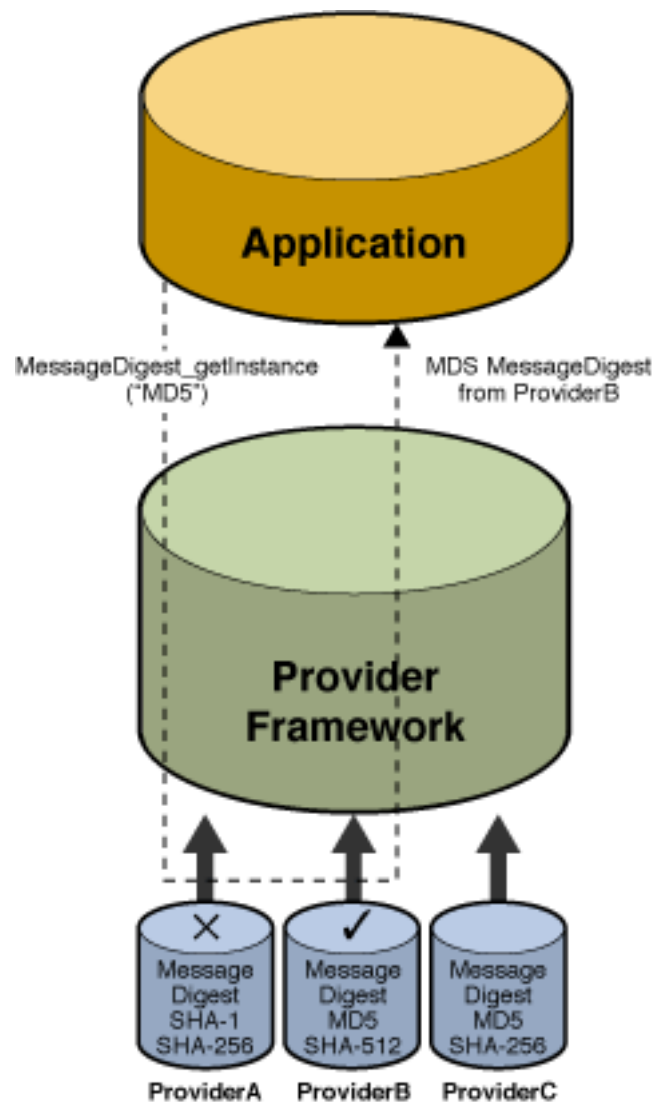 Application
MessageDigest_getInstance
("MD5")
MDS MessageDigest
from ProviderB
Provider
Framework
Message
Digest
SHA-1
SHA-256
Message
Digest
MD5
SHA-512
Message
Digest
MD5
SHA-256
ProviderA
ProviderB
ProviderC